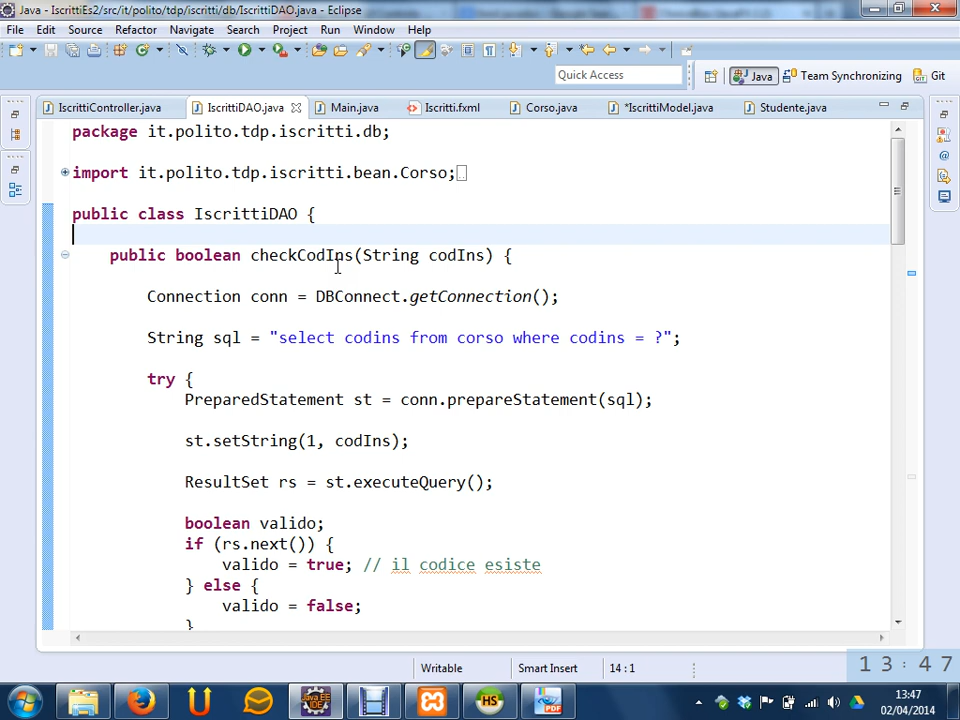 Java - IscrittiEs2/src/it/polito/tdp/iscritti/db/IscrittiDAO.java - Eclipse
File Edit Source Refactor Navigate Search Project Run Window Help
Quick Access
Java
Team Synchronizing
Git
IscrittiController.java
IscrittiDAO.java
Main.java
Iscritti.fxml
Corso.java
*IscrittiModel.java
Studente.java
package it.polito.tdp.iscritti.db;
import it.polito.tdp.iscritti.bean.Corso;
public class IscrittiDAO {
public boolean checkCodIns(String codIns) {
Connection conn = DBConnect.getConnection();
String sql = "select codins from corso where codins = ?";
try {
PreparedStatement st = conn.prepareStatement(sql);
st.setString(1, codIns);
ResultSet rs = st.executeQuery();
boolean valido;
if (rs.next()) {
valido = true; // il codice esiste
} else {
valido = false;
}
Writable
Smart Insert
14 : 1
13:47
13:47
02/04/2014